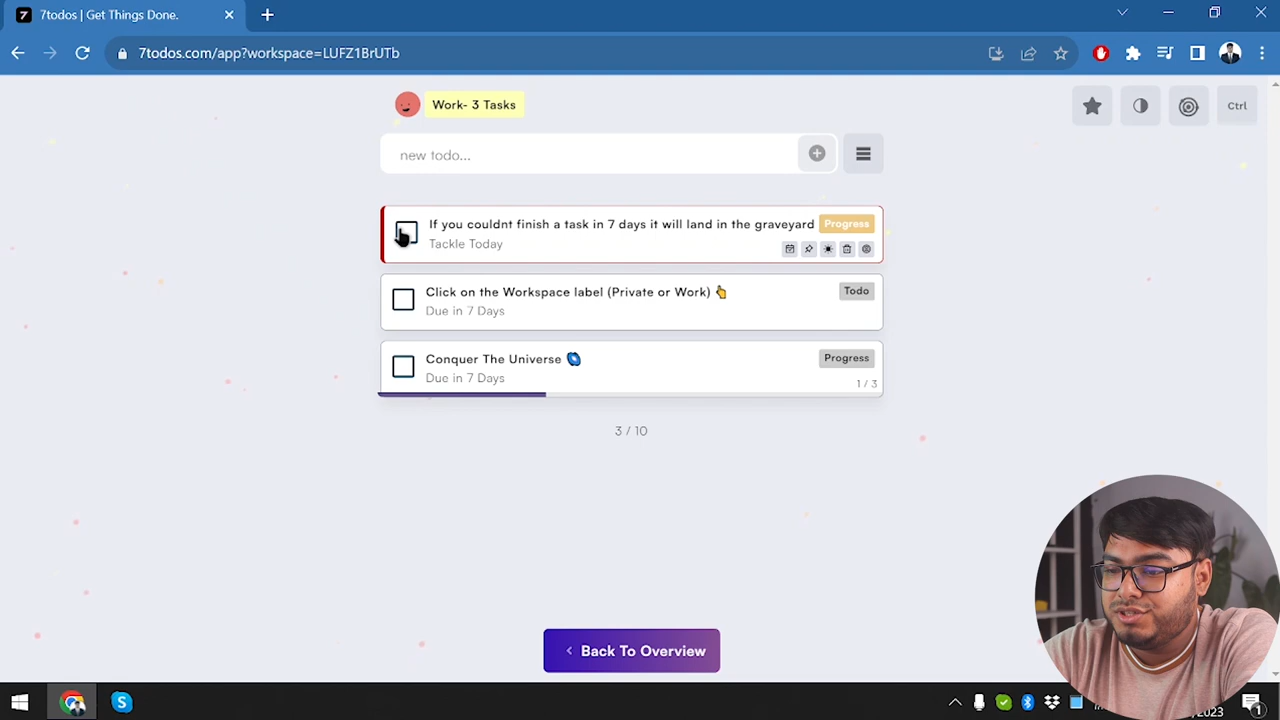 7todos | Get Things Done.
7todos.com/app?workspace=LUFZ1BrUTb
Work- 3 Tasks
Ctrl
new todo...
If you couldnt finish a task in 7 days it will land in the graveyard
Progress
Tackle Today
Click on the Workspace label (Private or Work) 👆
Todo
Due in 7 Days
Conquer The Universe
Progress
Due in 7 Days
1 / 3
3 / 10
Back To Overview
2023
1